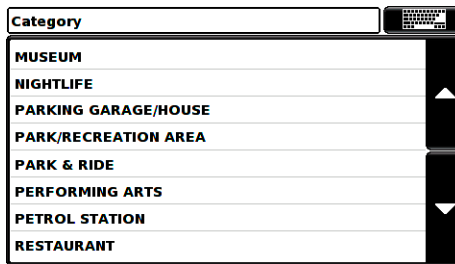 Category
MUSEUM
NIGHTLIFE
PARKING GARAGE/HOUSE
PARK/RECREATION AREA
PARK & RIDE
PERFORMING ARTS
PETROL STATION
RESTAURANT